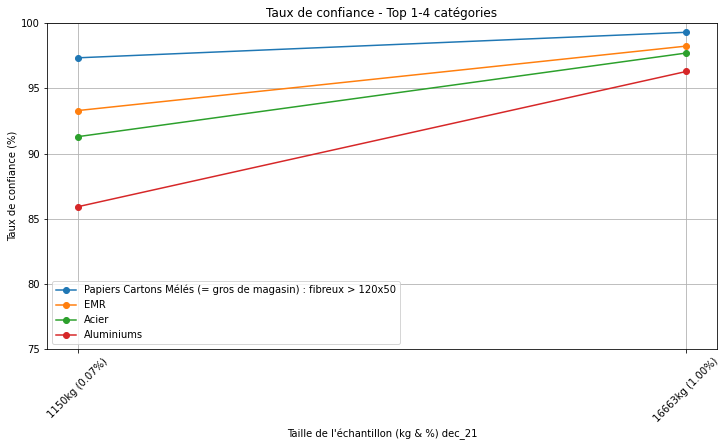 Taux de confiance - Top 1-4 catégories
Taux de confiance (%)
100
95
90
85
80
75
Papiers Cartons Mélés (= gros de magasin) : fibreux > 120x50
EMR
Acier
Aluminiums
1150kg (0.07%)
16663kg (1.00%)
Taille de l'échantillon (kg & %) dec_21